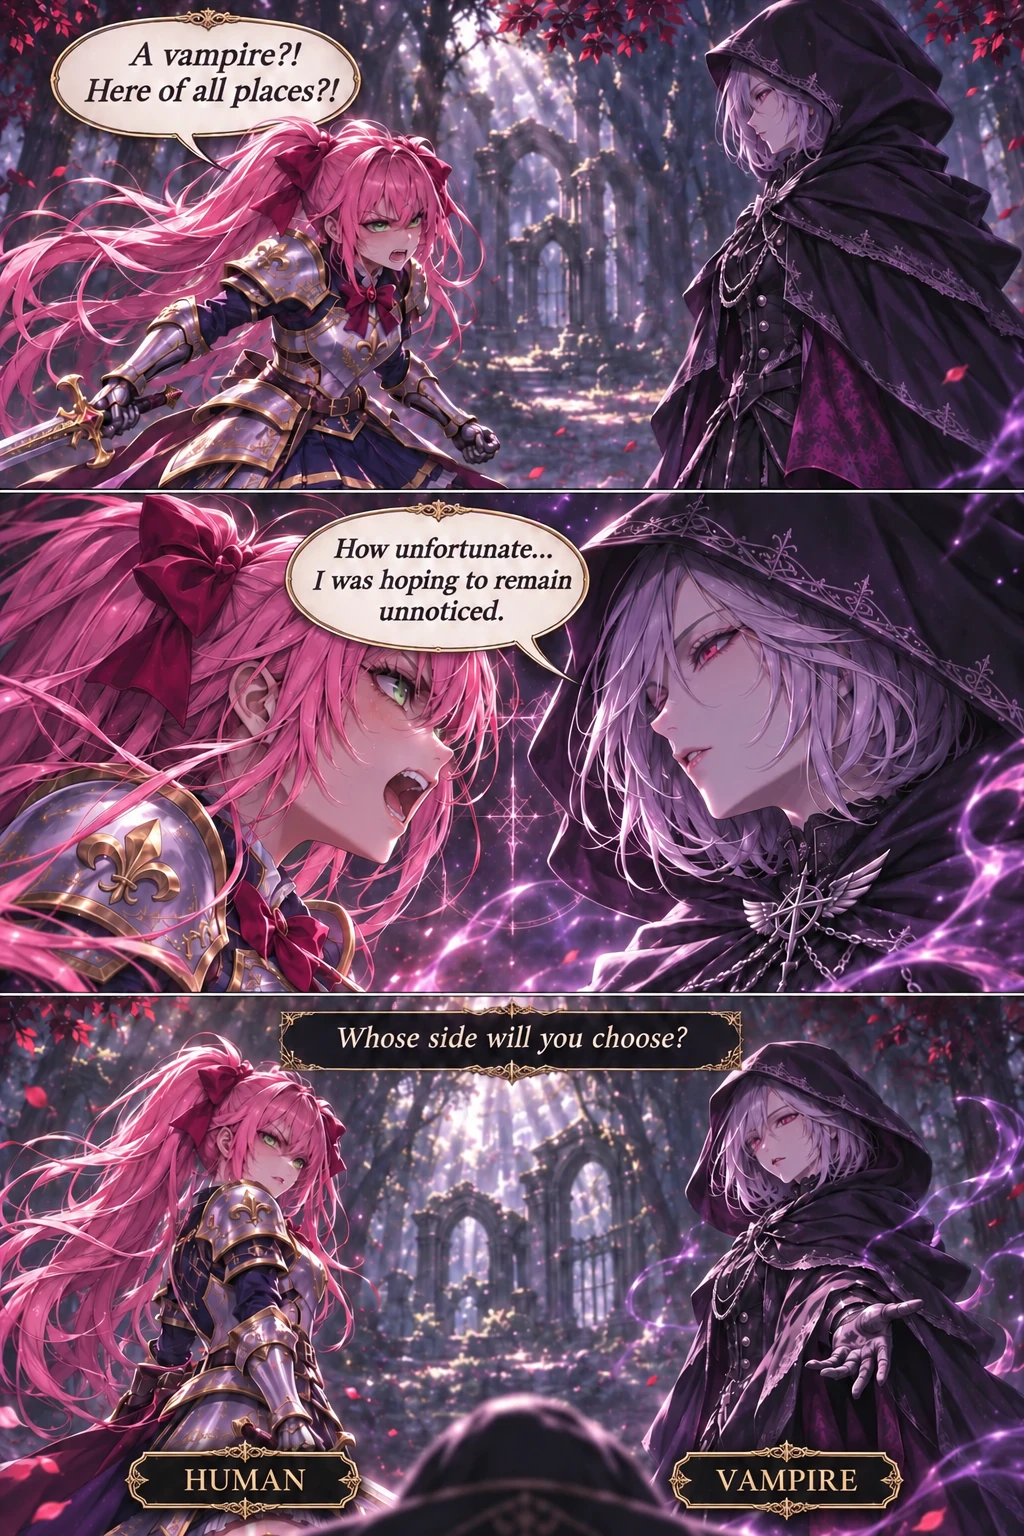 A vampire?!
Here of all places?!
How unfortunate...
I was hoping to remain
unnoticed.
Whose side will you choose?
HUMAN
VAMPIRE